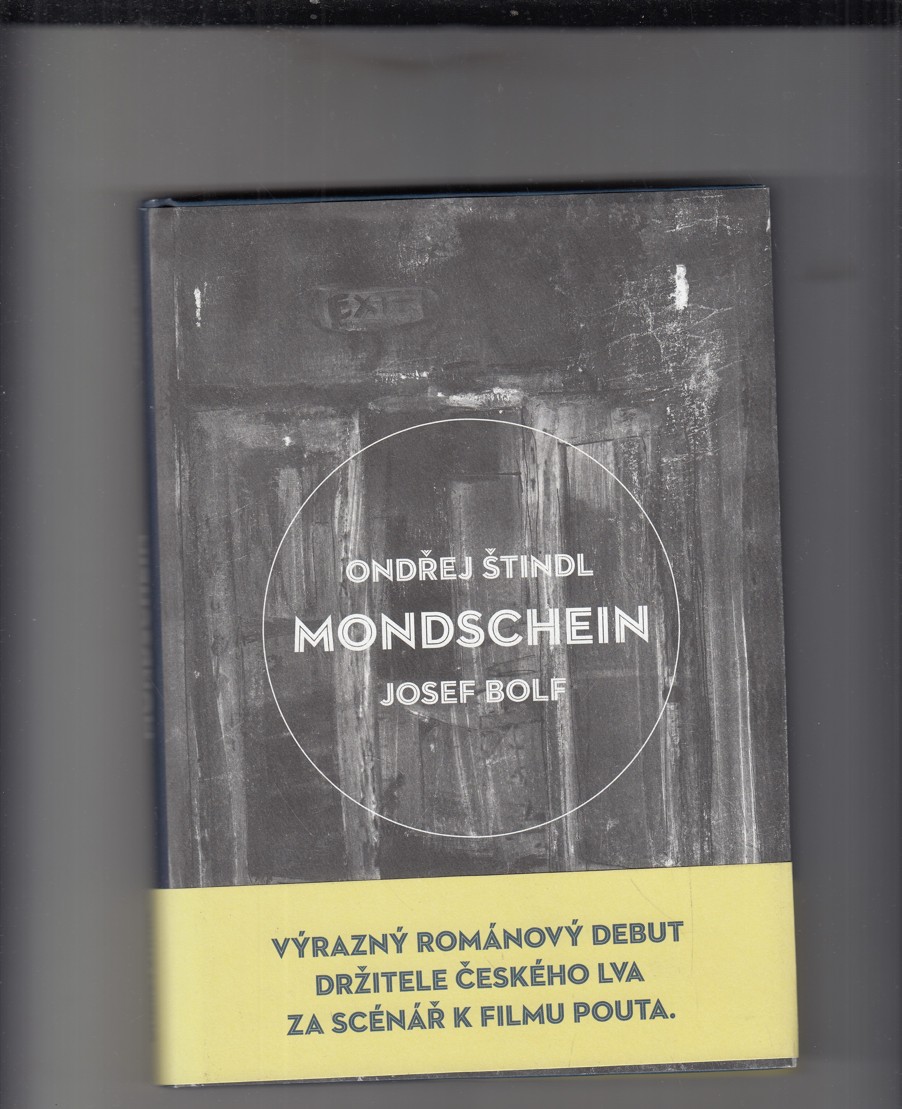 EXIT
ONDŘEJ ŠTINDL
MONDSCHEIN
JOSEF BOLF
VÝRAZNÝ ROMÁNOVÝ DEBUT
DRŽITELE ČESKÉHO LVA
ZA SCÉNÁŘ K FILMU POUTA.